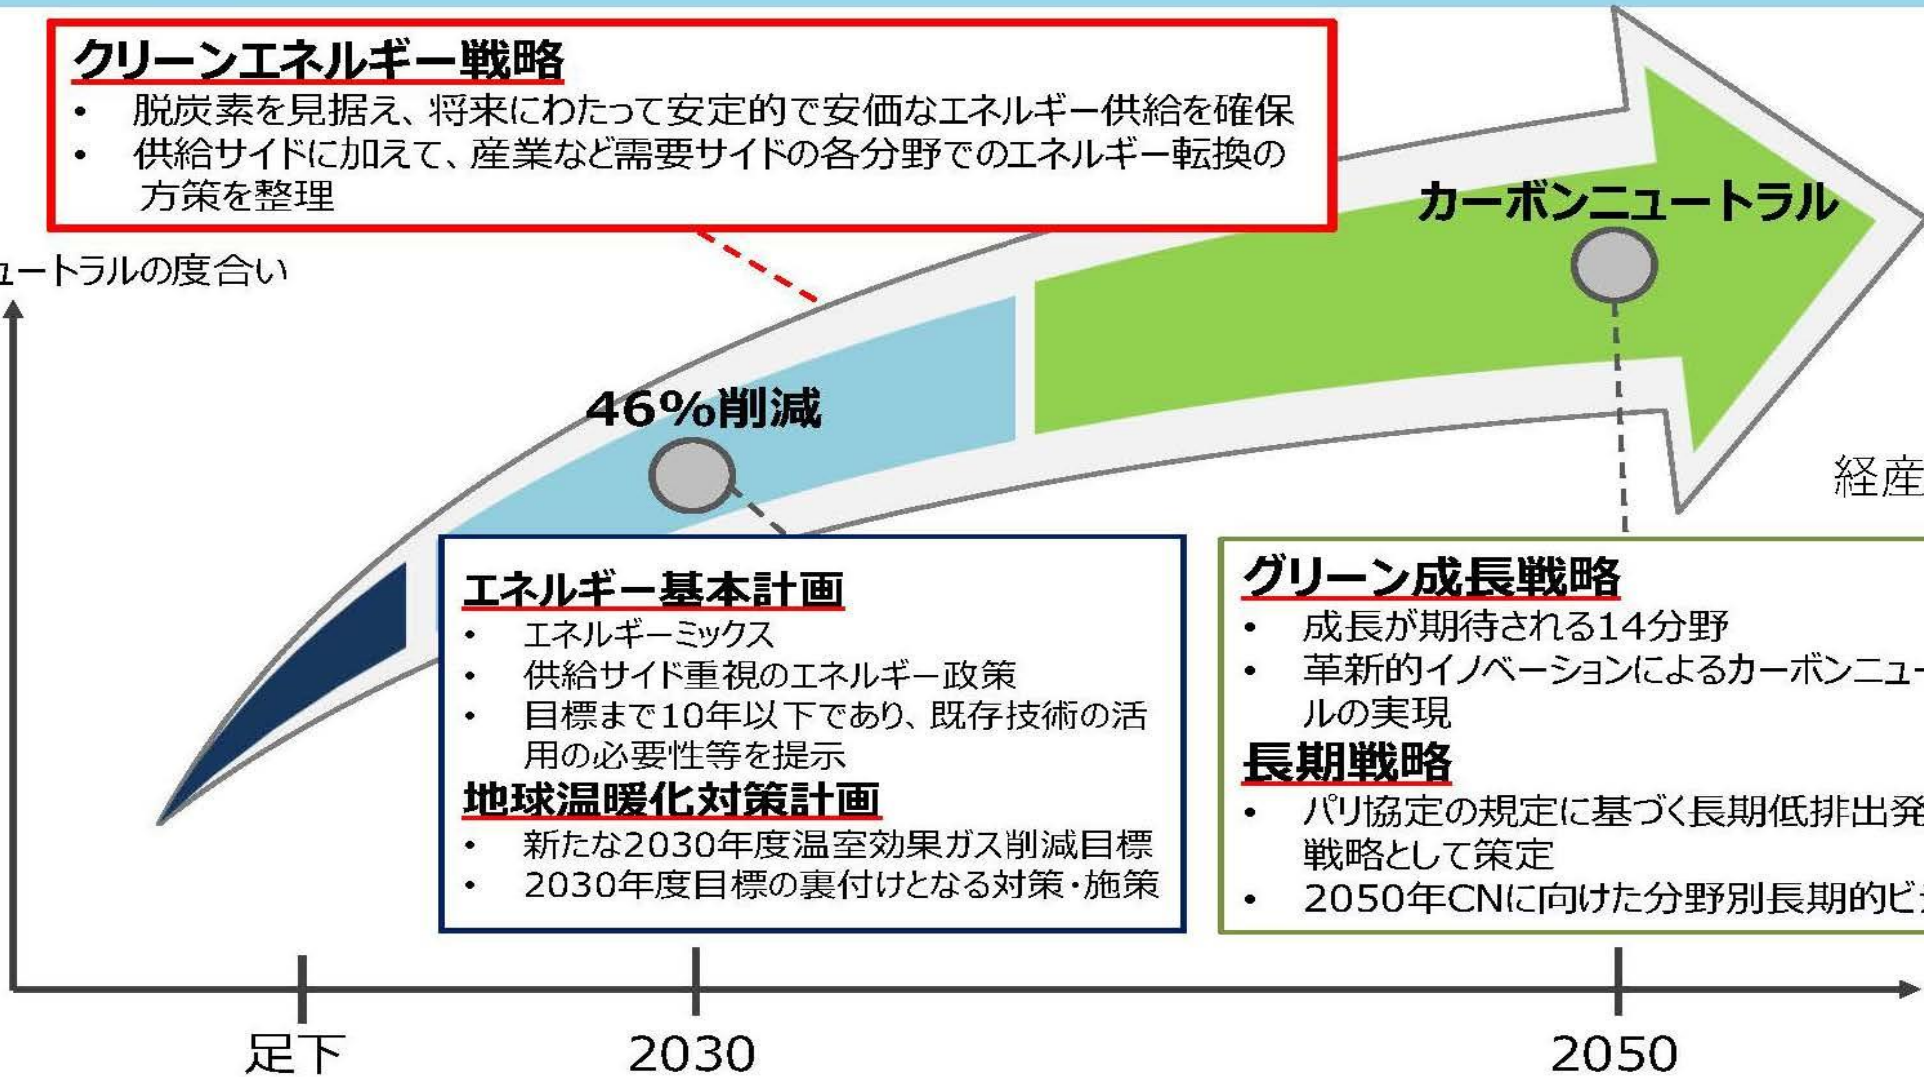 クリーンエネルギー戦略
• 脱炭素を見据え、将来にわたって安定的で安価なエネルギー供給を確保
• 供給サイドに加えて、産業など需要サイドの各分野でのエネルギー転換の
方策を整理
ュートラルの度合い
カーボンニュートラル
46%削減
経産
エネルギー基本計画
• エネルギーミックス
• 供給サイド重視のエネルギー政策
• 目標まで10年以下であり、既存技術の活
用の必要性等を提示
地球温暖化対策計画
• 新たな2030年度温室効果ガス削減目標
• 2030年度目標の裏付けとなる対策・施策
グリーン成長戦略
• 成長が期待される14分野
• 革新的イノベーションによるカーボンニュー
ルの実現
長期戦略
• パリ協定の規定に基づく長期低排出発
戦略として策定
• 2050年CNに向けた分野別長期的ビ
足下
2030
2050